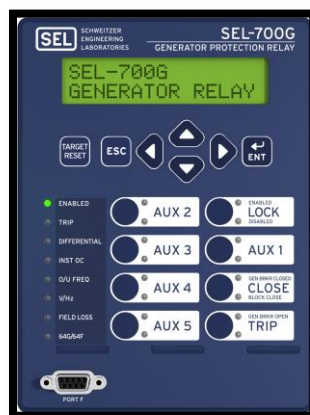 SEL
SCHWEITZER
ENGINEERING
LABORATORIES
SEL-700G
GENERATOR PROTECTION RELAY
SEL-700G
GENERATOR RELAY
TARGET
RESET
ESC
ENT
ENABLED
TRIP
DIFFERENTIAL
INST OC
O/U FREQ
V/Hz
FIELD LOSS
64G/64F
AUX 2
ENABLED
LOCK
DISABLED
AUX 3
AUX 1
AUX 4
GEN BRKR CLOSED
CLOSE
BLOCK CLOSE
AUX 5
GEN BRKR OPEN
TRIP
PORT F